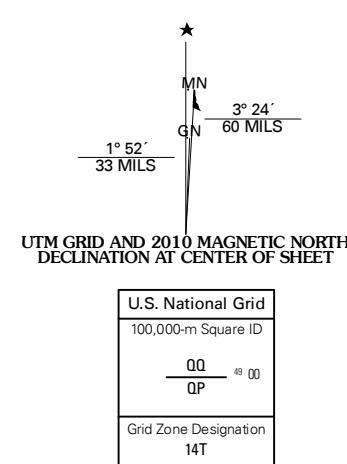 ★
MN
3° 24´
60 MILS
GN
1° 52´
33 MILS
UTM GRID AND 2010 MAGNETIC NORTH
DECLINATION AT CENTER OF SHEET
U.S. National Grid
100,000-m Square ID
QQ
49 00
QP
Grid Zone Designation
14T